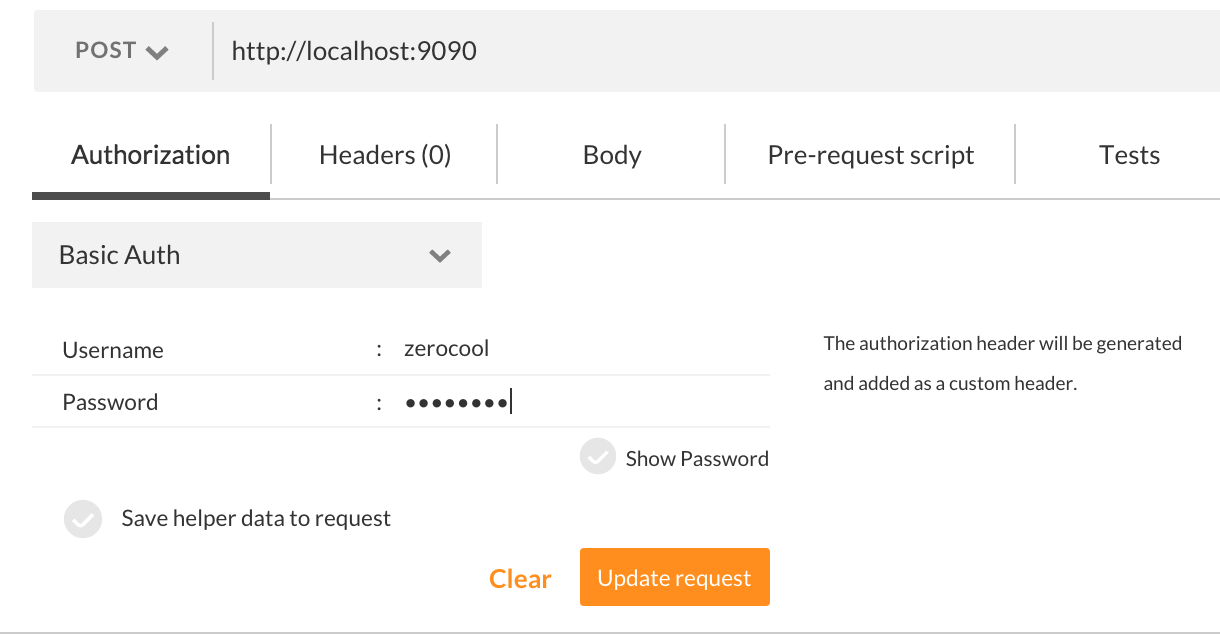 POST http://localhost:9090
Authorization Headers (0) Body Pre-request script Tests
Basic Auth
Username : zerocool
Password : ••••••••
The authorization header will be generated
and added as a custom header.
Show Password
Save helper data to request
Clear Update request